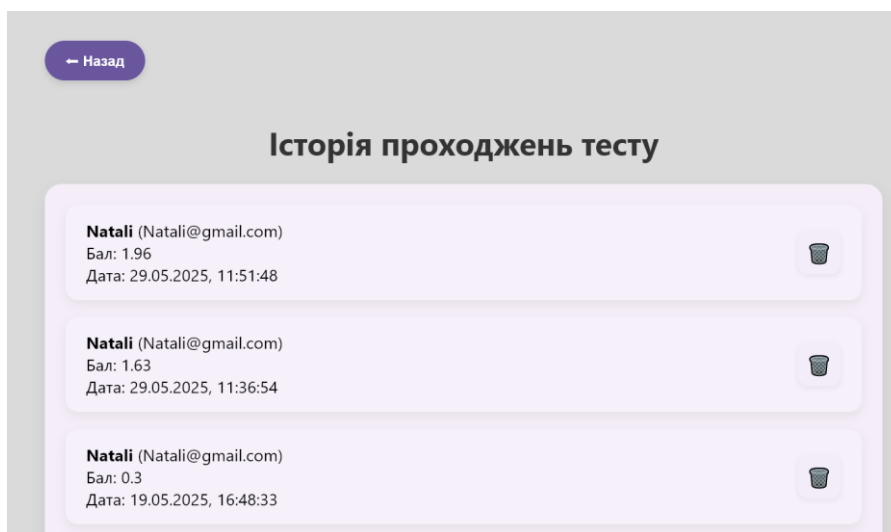 ← Назад
Історія проходжень тесту
Natali (Natali@gmail.com)
Бал: 1.96
Дата: 29.05.2025, 11:51:48
Natali (Natali@gmail.com)
Бал: 1.63
Дата: 29.05.2025, 11:36:54
Natali (Natali@gmail.com)
Бал: 0.3
Дата: 19.05.2025, 16:48:33